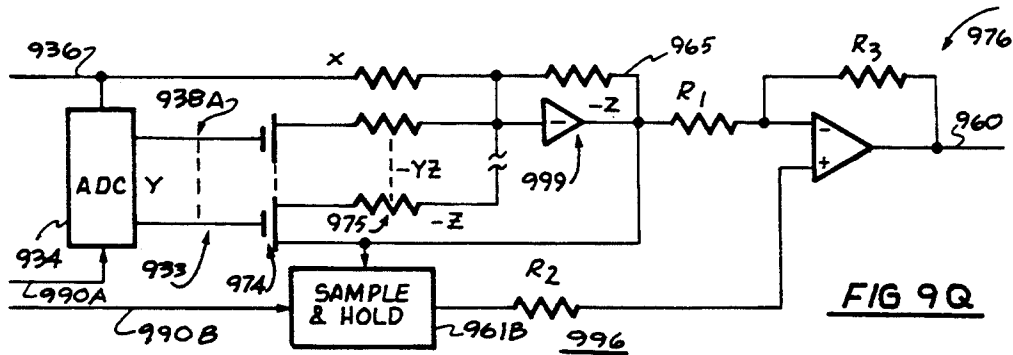 936
X
965
R3
976
938A
-Z
R1
960
ADC
Y
-YZ
999
-
+
-
975
-Z
934
933
974
990A
SAMPLE
& HOLD
R2
990B
961B
996
FIG 9Q